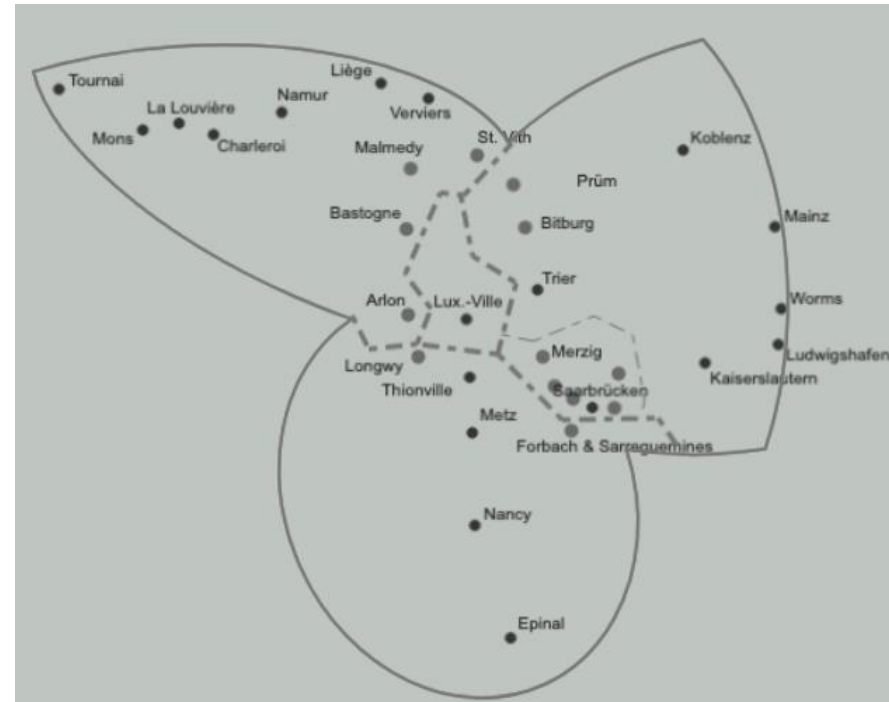 Tournai
Liège
La Louvière
Namur
Verviers
Mons
Charleroi
St. Vith
Koblenz
Malmedy
Prüm
Bastogne
Bitburg
Mainz
Trier
Arlon
Lux.-Ville
Worms
Merzig
Ludwigshafen
Longwy
Kaiserslautern
Thionville
Saarbrücken
Metz
Forbach & Sarreguemines
Nancy
Epinal